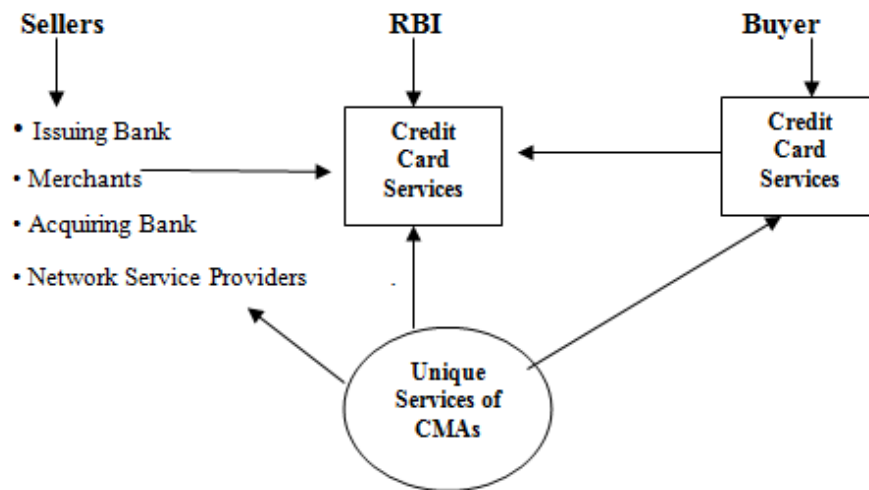 Sellers
RBI
Buyer
• Issuing Bank
• Merchants
• Acquiring Bank
• Network Service Providers
Credit
Card
Services
Credit
Card
Services
Unique
Services of
CMAs